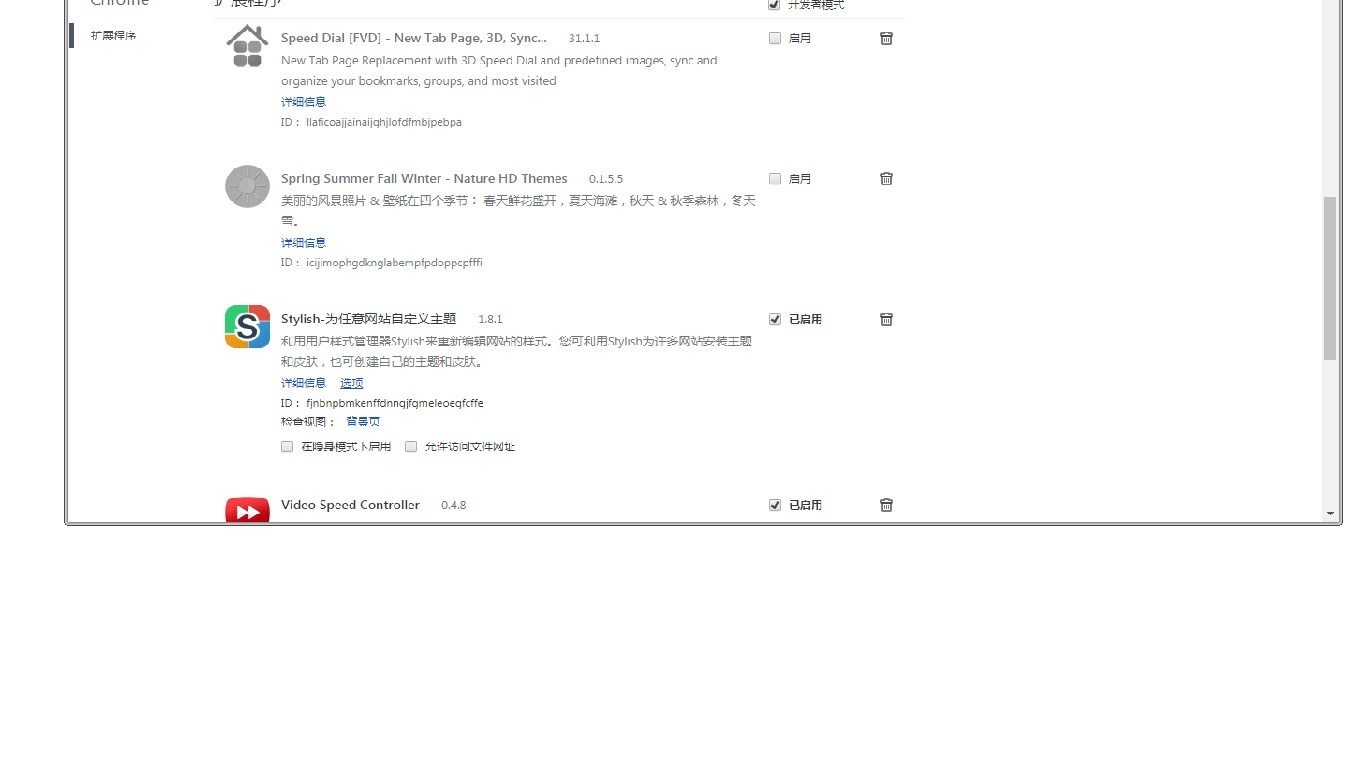 Chrome
扩展程序
开发者模式
扩展程序
Speed Dial [FVD] - New Tab Page, 3D, Sync... 31.1.1
启用
New Tab Page Replacement with 3D Speed Dial and predefined images, sync and
organize your bookmarks, groups, and most visited
详细信息
ID： llaficoajjainaijghjlofdfmbjpebpa
Spring Summer Fall Winter - Nature HD Themes 0.1.5.5
启用
美丽的风景照片 & 壁纸在四个季节： 春天鲜花盛开，夏天海滩，秋天 & 秋季森林，冬天
雪。
详细信息
ID： icijimophgdknglabempfpdoppcpfffi
Stylish-为任意网站自定义主题 1.8.1
已启用
利用用户样式管理器Stylish来重新编辑网站的样式。您可利用Stylish为许多网站安装主题
和皮肤，也可创建自己的主题和皮肤。
详细信息 选项
ID： fjnbnpbmkenffdnngjfgmeleoegfcffe
检查视图： 背景页
在隐身模式下启用 允许访问文件网址
Video Speed Controller 0.4.8
已启用